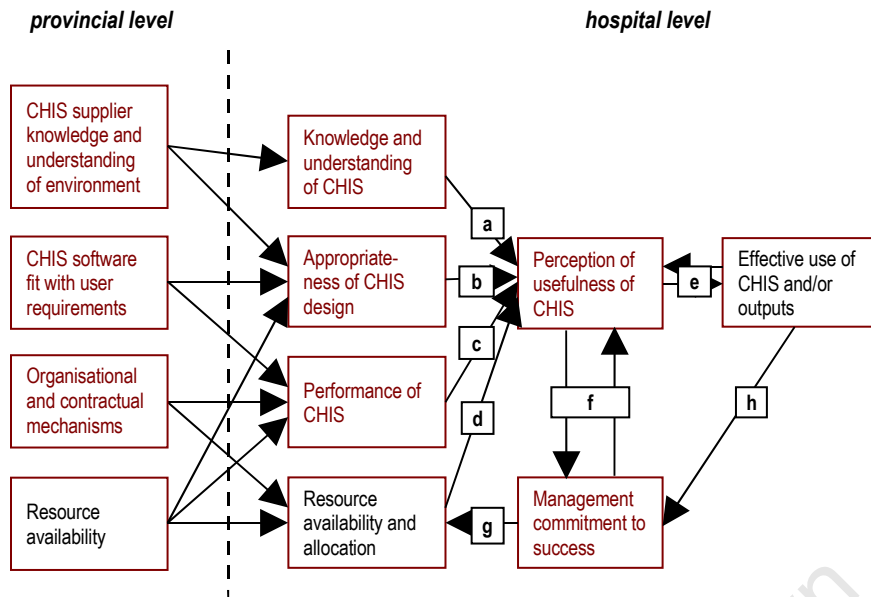 provincial level
hospital level
CHIS supplier
knowledge and
understanding
of environment
Knowledge and
understanding
of CHIS
a
CHIS software
fit with user
requirements
Appropriate-
ness of CHIS
design
b
Perception of
usefulness of
CHIS
e
Effective use of
CHIS and/or
outputs
c
Organisational
and contractual
mechanisms
Performance of
CHIS
d
f
h
Resource
availability
Resource
availability and
allocation
g
Management
commitment to
success